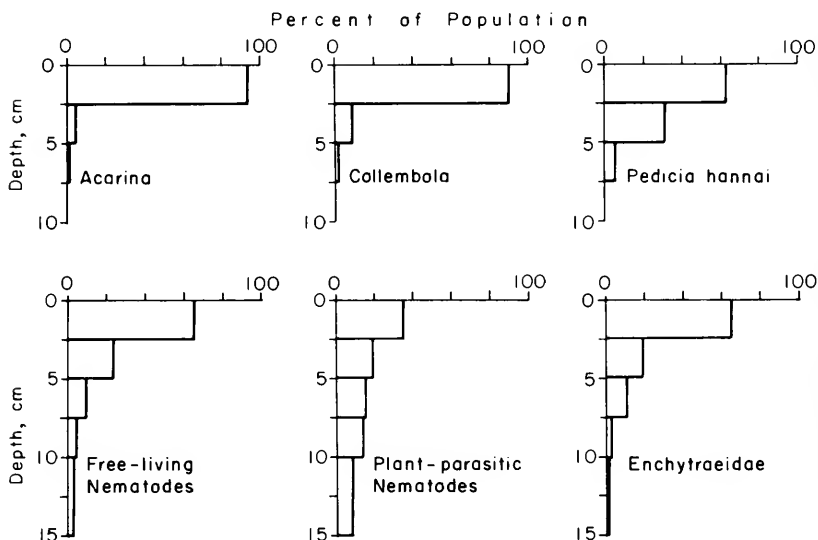 Percent of Population
0 100 0 100 0 100
0 0 0
Depth, cm
5 5 5
Acarina Collembola Pedicia hannai
10 10 10
0 100 0 100 0 100
0 0 0
Depth, cm
5 5 5
10 10 10
Free-living Plant-parasitic Enchytraeidae
Nematodes Nematodes
15 15 15